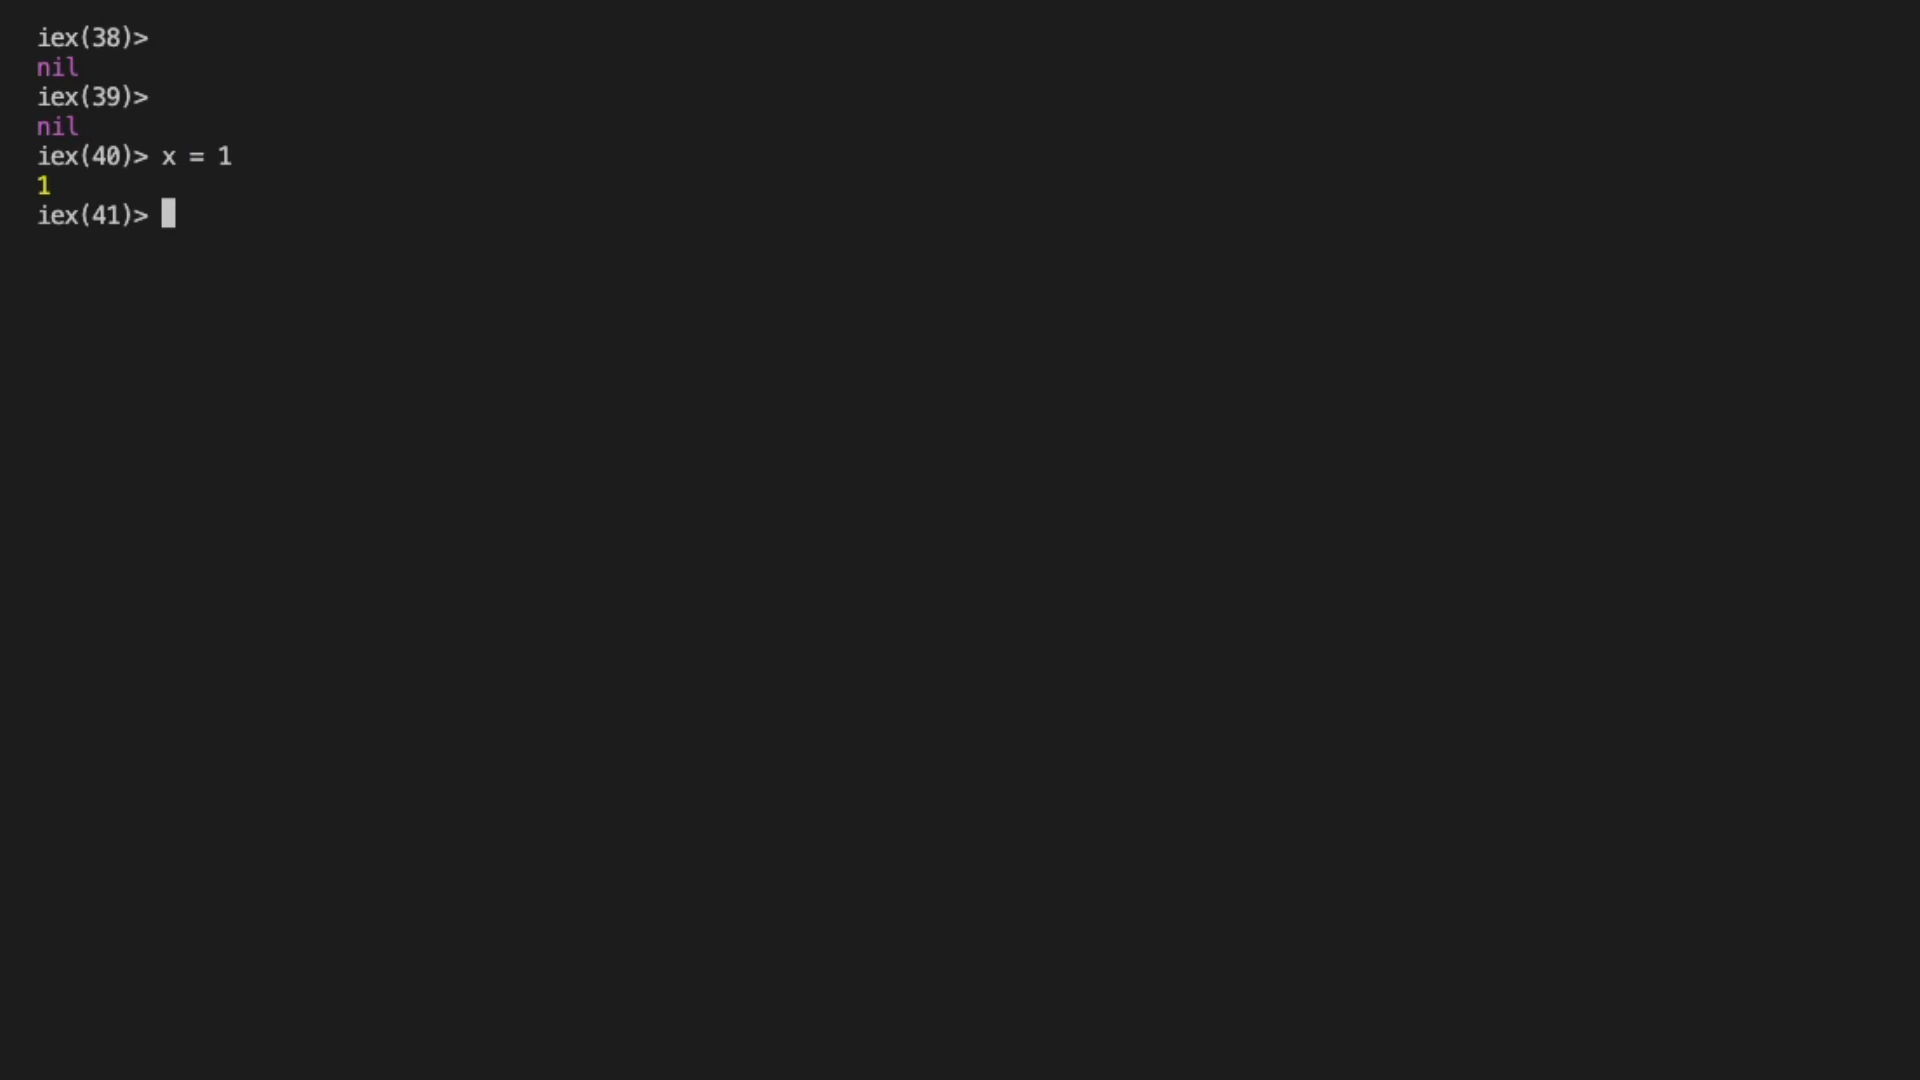 iex(38)>
nil
iex(39)>
nil
iex(40)> x = 1
1
iex(41)>